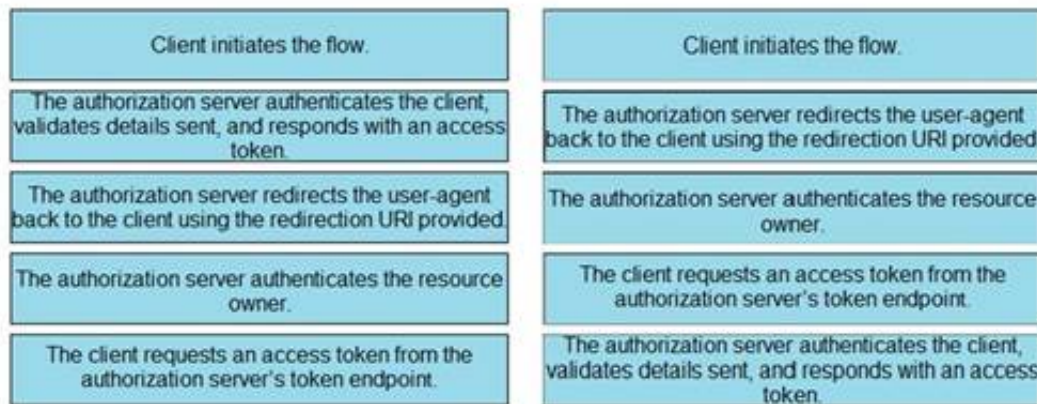 Client initiates the flow.
The authorization server authenticates the client,
validates details sent, and responds with an access
token.
The authorization server redirects the user-agent
back to the client using the redirection URI provided.
The authorization server authenticates the resource
owner.
The client requests an access token from the
authorization server's token endpoint.
Client initiates the flow.
The authorization server redirects the user-agent
back to the client using the redirection URI provided
The authorization server authenticates the resource
owner.
The client requests an access token from the
authorization server's token endpoint.
The authorization server authenticates the client,
validates details sent, and responds with an access
token.